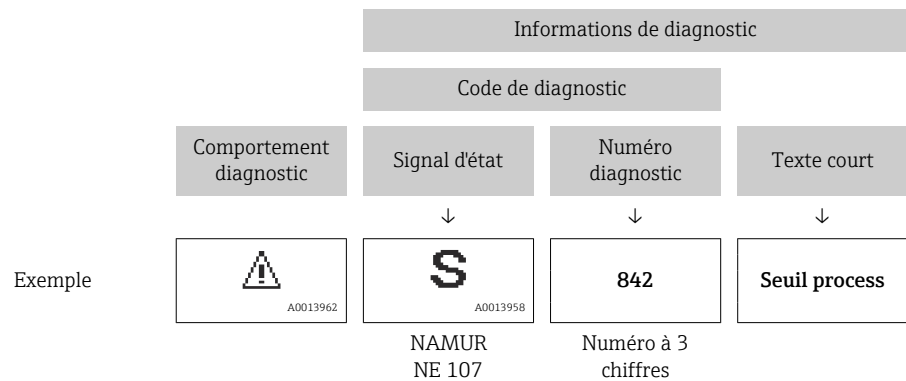 Informations de diagnostic
Code de diagnostic
Comportement
diagnostic
Signal d'état
Numéro
diagnostic
Texte court
↓ ↓ ↓
Exemple
A0013962
S
A0013958
842
Seuil process
NAMUR
NE 107
Numéro à 3
chiffres